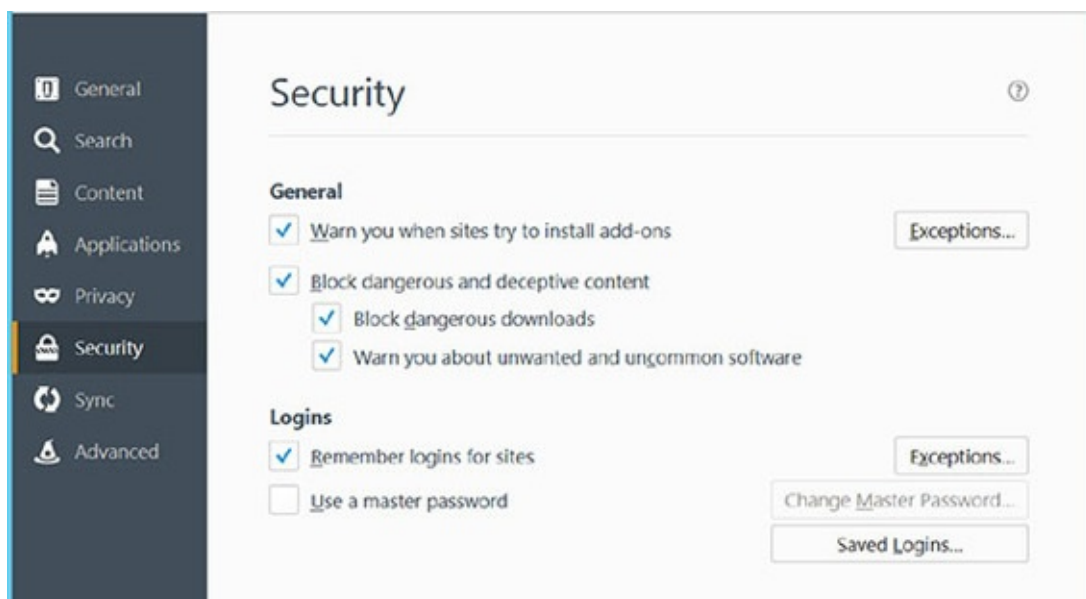 General
Search
Content
Applications
Privacy
Security
Sync
Advanced
Security
?
General
Warn you when sites try to install add-ons
Exceptions...
Block dangerous and deceptive content
Block dangerous downloads
Warn you about unwanted and uncommon software
Logins
Remember logins for sites
Exceptions...
Use a master password
Change Master Password...
Saved Logins...